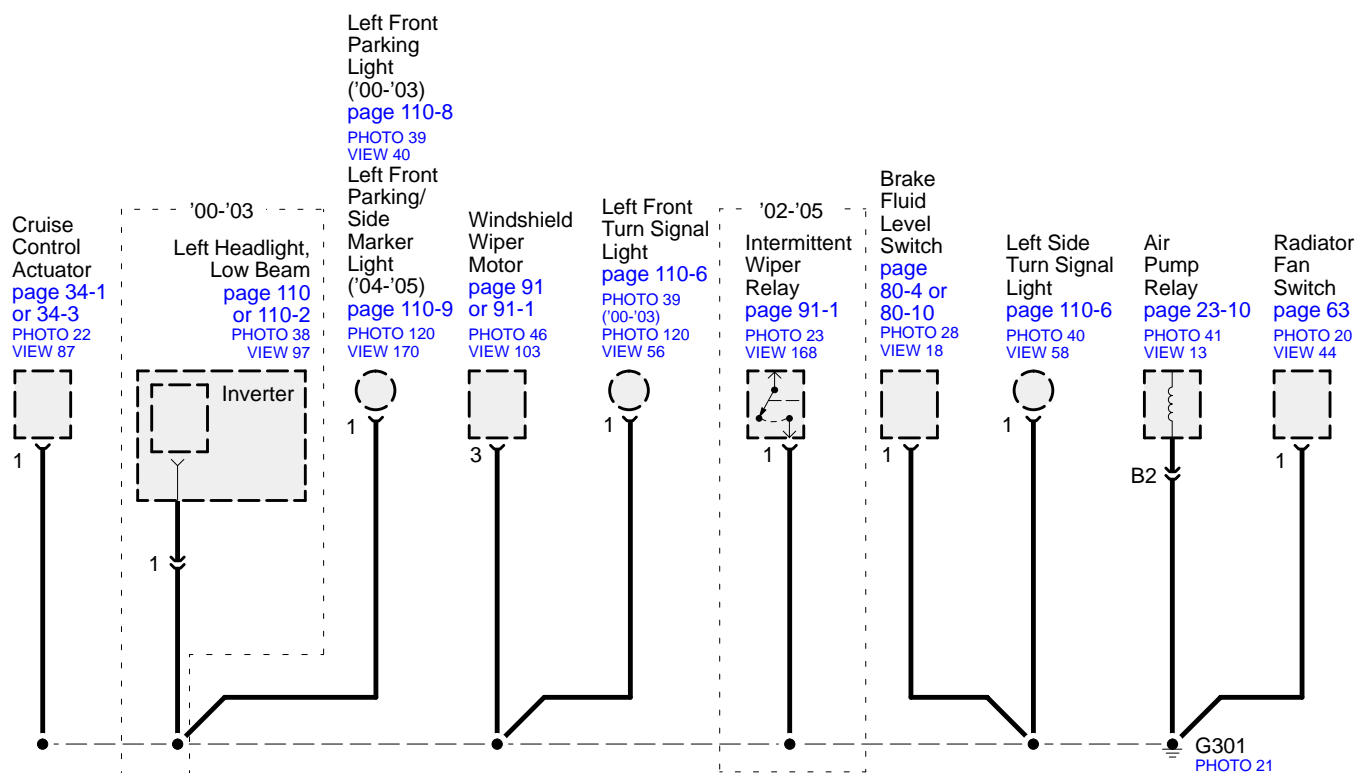 Left Front
Parking
Light
('00-'03)
page 110-8
PHOTO 39
VIEW 40
Left Front
Parking/
Side
Marker
Light
('04-'05)
page 110-9
PHOTO 120
VIEW 170
Cruise
Control
Actuator
page 34-1
or 34-3
PHOTO 22
VIEW 87
'00-'03
Left Headlight,
Low Beam
page 110
or 110-2
PHOTO 38
VIEW 97
Windshield
Wiper
Motor
page 91
or 91-1
PHOTO 46
VIEW 103
Left Front
Turn Signal
Light
page 110-6
PHOTO 39
('00-'03)
PHOTO 120
VIEW 56
'02-'05
Intermittent
Wiper
Relay
page 91-1
PHOTO 23
VIEW 168
Brake
Fluid
Level
Switch
page
80-4 or
80-10
PHOTO 28
VIEW 18
Left Side
Turn Signal
Light
page 110-6
PHOTO 40
VIEW 58
Air
Pump
Relay
page 23-10
PHOTO 41
VIEW 13
Radiator
Fan
Switch
page 63
PHOTO 20
VIEW 44
Inverter
1
1
1
3
1
1
1
1
B2
1
G301
PHOTO 21